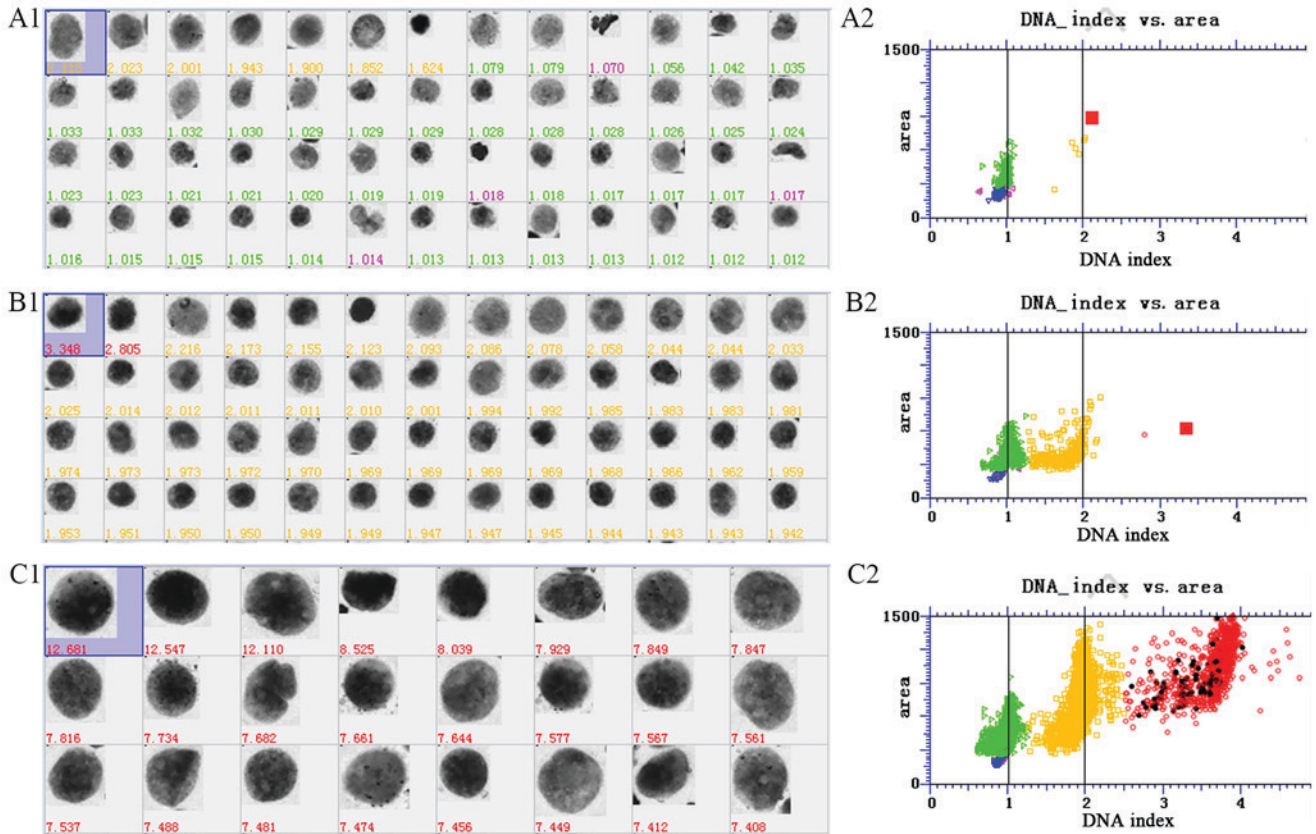 A1
2.115 2.023 2.001 1.943 1.900 1.852 1.624 1.079 1.079 1.070 1.056 1.042 1.035
1.033 1.033 1.032 1.030 1.029 1.029 1.029 1.028 1.028 1.028 1.026 1.025 1.024
1.023 1.023 1.021 1.021 1.020 1.019 1.019 1.018 1.018 1.017 1.017 1.017 1.017
1.016 1.015 1.015 1.015 1.014 1.014 1.013 1.013 1.013 1.013 1.012 1.012 1.012
A2
DNA_index vs. area
1500
area
0
0 1 2 3 4
DNA index
B1
3.348 2.805 2.216 2.173 2.155 2.123 2.093 2.086 2.078 2.058 2.044 2.044 2.033
2.025 2.014 2.012 2.011 2.011 2.010 2.001 1.994 1.992 1.985 1.983 1.983 1.981
1.974 1.973 1.973 1.972 1.970 1.969 1.969 1.969 1.969 1.968 1.966 1.962 1.959
1.953 1.951 1.950 1.950 1.949 1.949 1.947 1.947 1.945 1.944 1.943 1.943 1.942
B2
DNA_index vs. area
1500
area
0
0 1 2 3 4
DNA index
C1
12.681 12.547 12.110 8.525 8.039 7.929 7.849 7.847
7.816 7.734 7.682 7.661 7.644 7.577 7.567 7.561
7.537 7.488 7.481 7.474 7.456 7.449 7.412 7.408
C2
DNA_index vs. area
1500
area
0
0 1 2 3 4
DNA index